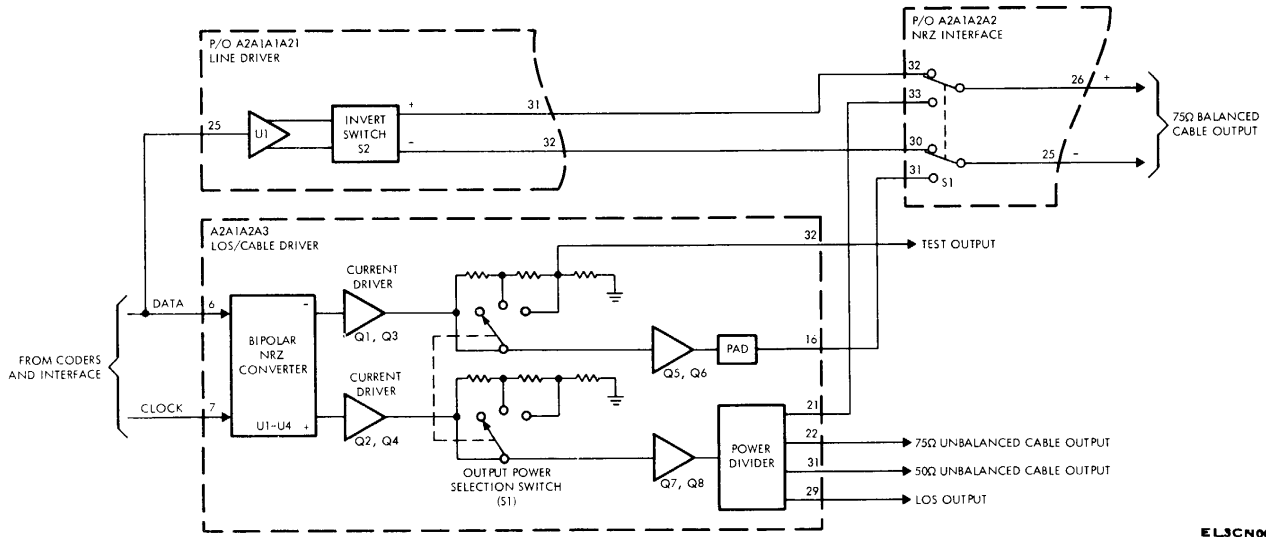 P/O A2A1A1A21
LINE DRIVER
25
U1
INVERT
SWITCH
S2
+
-
31
32
P/O A2A1A2A2
NRZ INTERFACE
32
33
30
31
S1
26
+
25
-
75Ω BALANCED
CABLE OUTPUT
A2A1A2A3
LOS/CABLE DRIVER
FROM CODERS
AND INTERFACE
DATA
6
CLOCK
7
BIPOLAR
NRZ
CONVERTER
U1-U4
-
+
CURRENT
DRIVER
Q1, Q3
CURRENT
DRIVER
Q2, Q4
OUTPUT POWER
SELECTION SWITCH
(S1)
Q5, Q6
PAD
16
32
TEST OUTPUT
Q7, Q8
POWER
DIVIDER
21
22
75Ω UNBALANCED CABLE OUTPUT
31
50Ω UNBALANCED CABLE OUTPUT
29
LOS OUTPUT